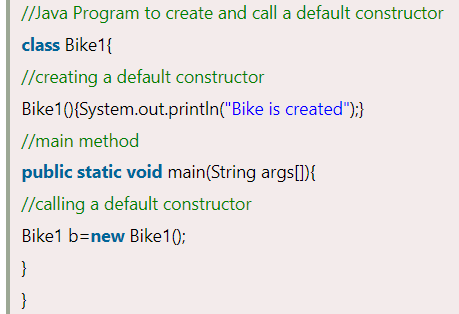 //Java Program to create and call a default constructor
class Bike1{
//creating a default constructor
Bike1(){System.out.println("Bike is created");}
//main method
public static void main(String args[]){
//calling a default constructor
Bike1 b=new Bike1();
}
}